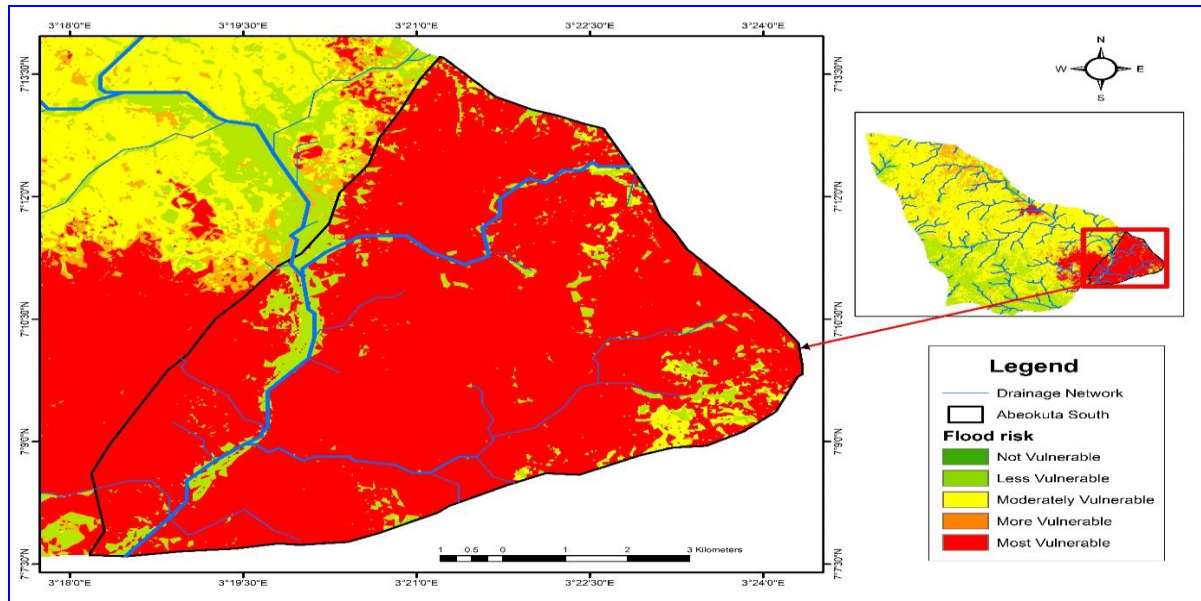 3°18'0"E 3°19'30"E 3°21'0"E 3°22'30"E 3°24'0"E
7°13'30"N 7°13'30"N
7°12'0"N 7°12'0"N
7°10'30"N 7°10'30"N
7°9'0"N 7°9'0"N
7°7'30"N 7°7'30"N
3°18'0"E 3°19'30"E 3°21'0"E 3°22'30"E 3°24'0"E
1 0.5 0 1 2 3 Kilometers
N
W E
S
Legend
Drainage Network
Abeokuta South
Flood risk
Not Vulnerable
Less Vulnerable
Moderately Vulnerable
More Vulnerable
Most Vulnerable